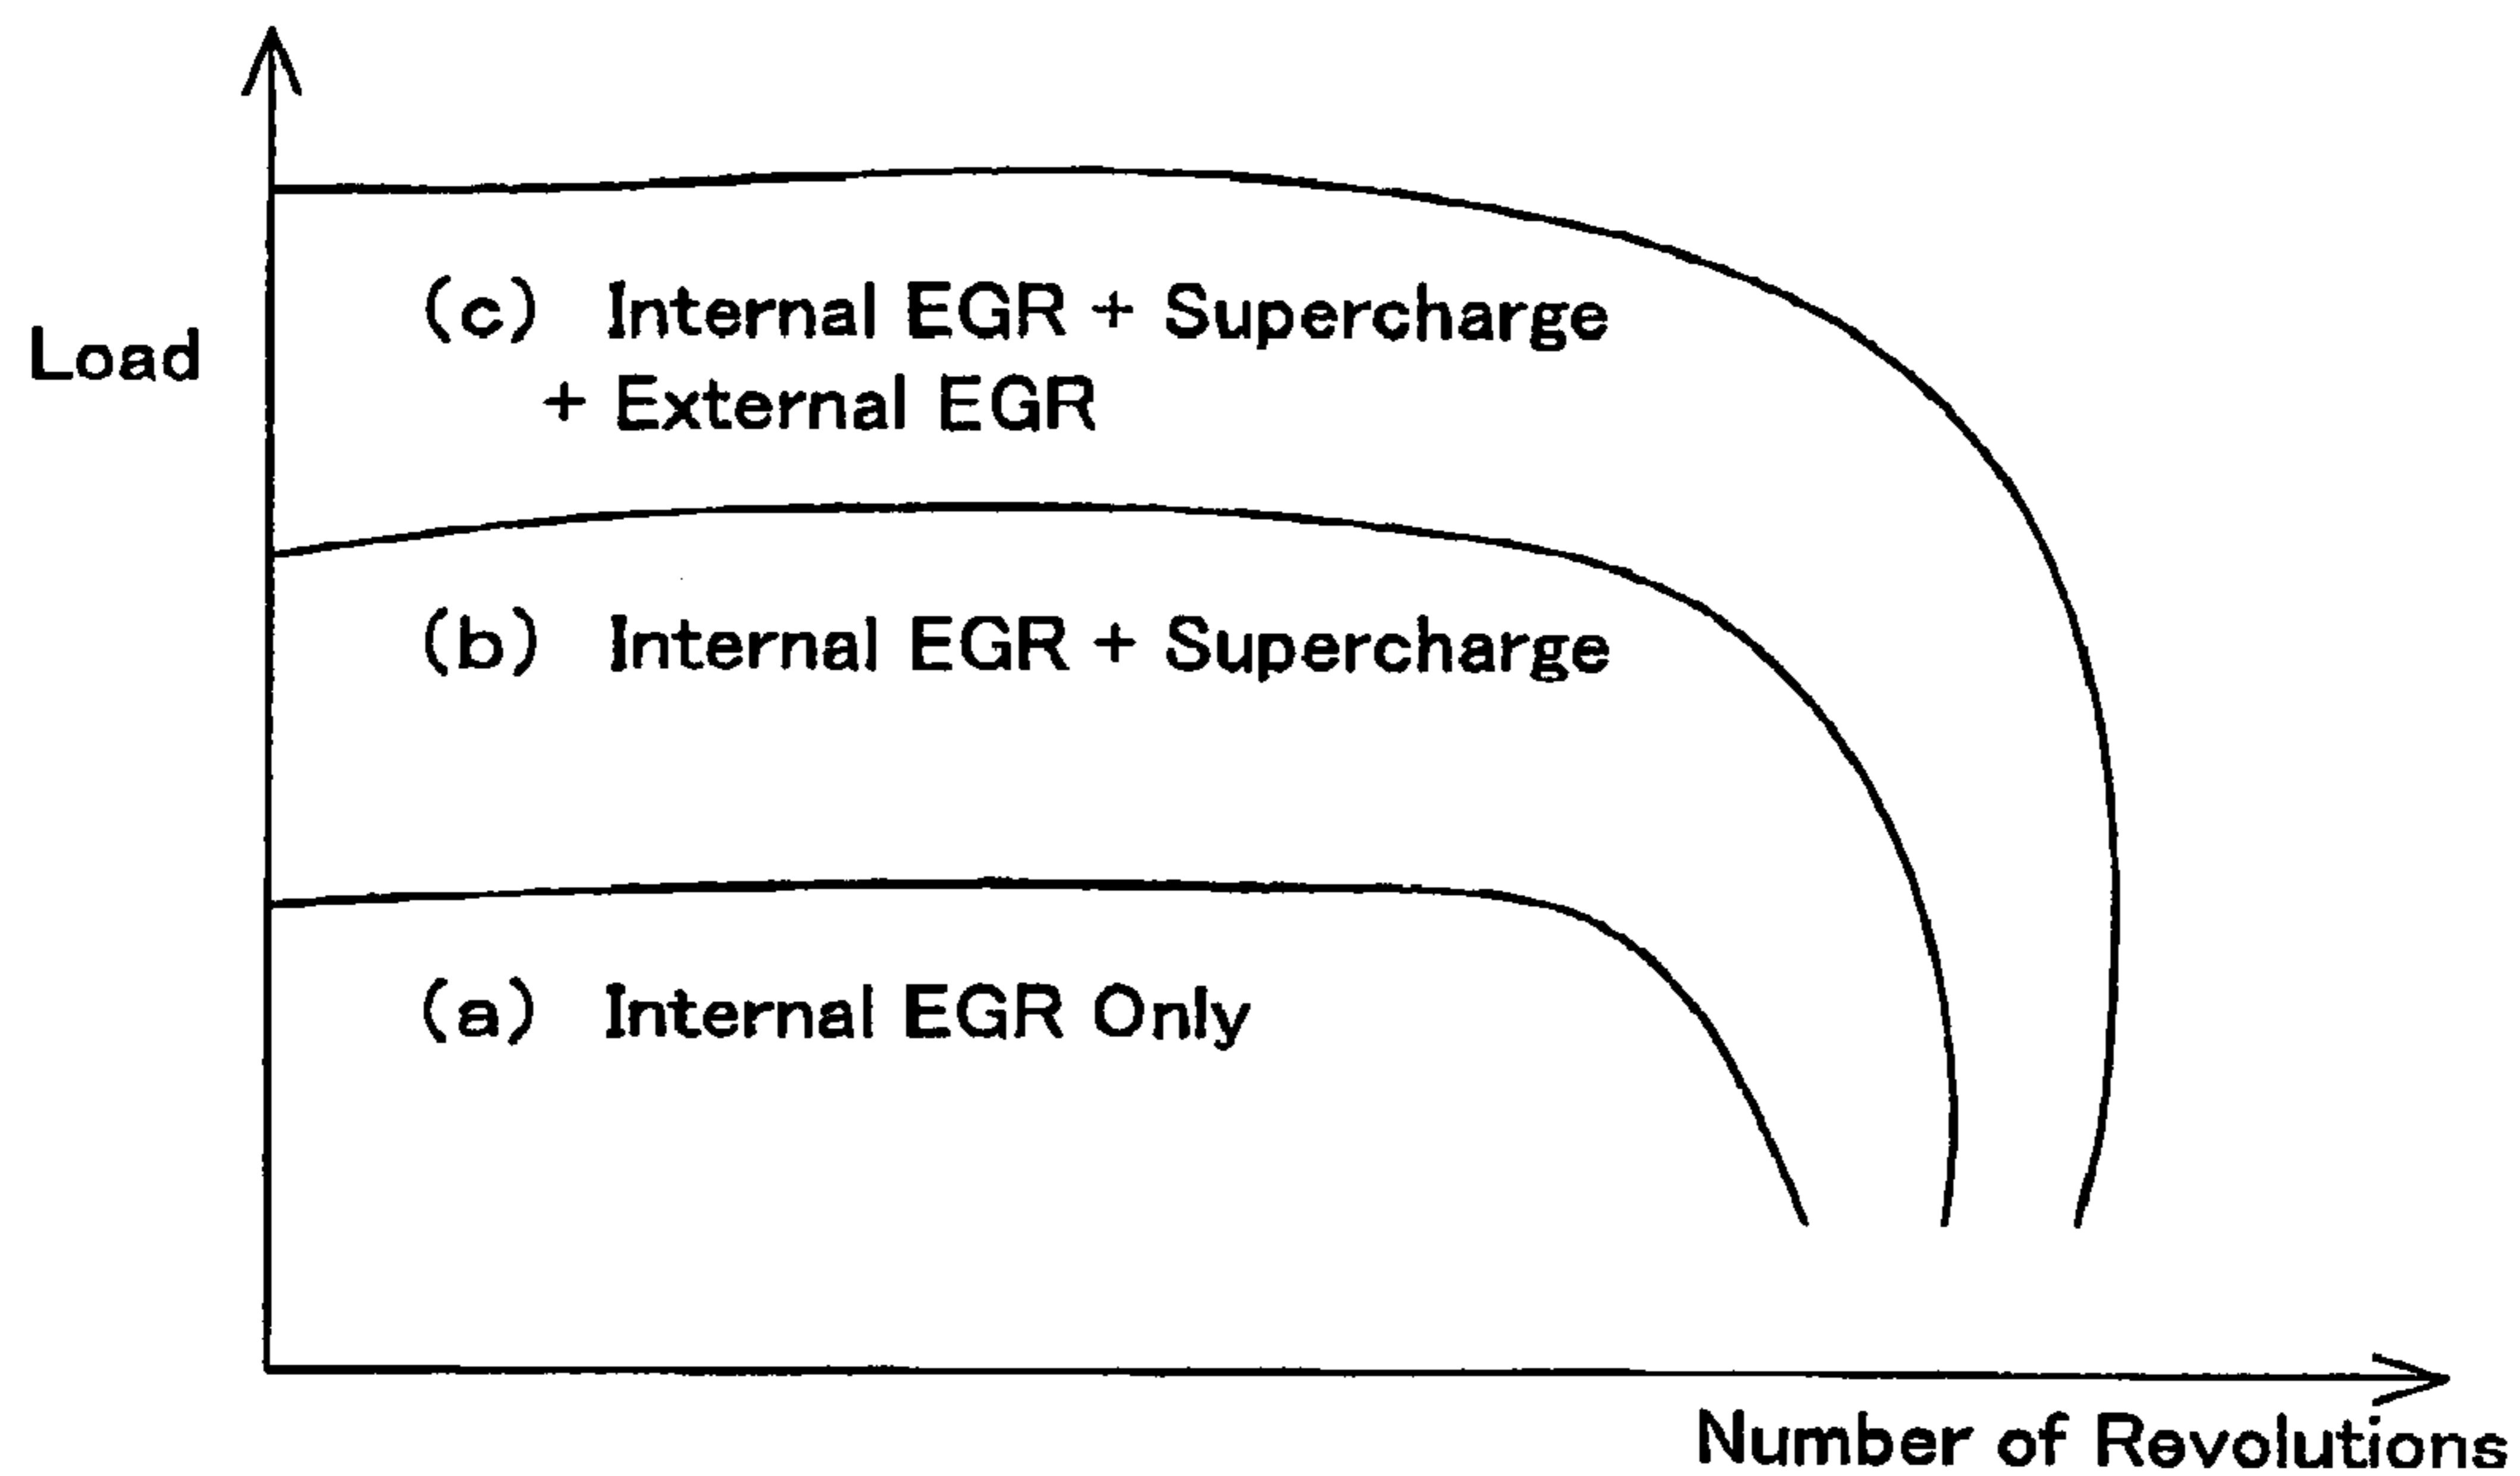 (c) Internal EGR + Supercharge
+ External EGR
Load
(b) Internal EGR + Supercharge
(a) Internal EGR Only
Number of Revolutions